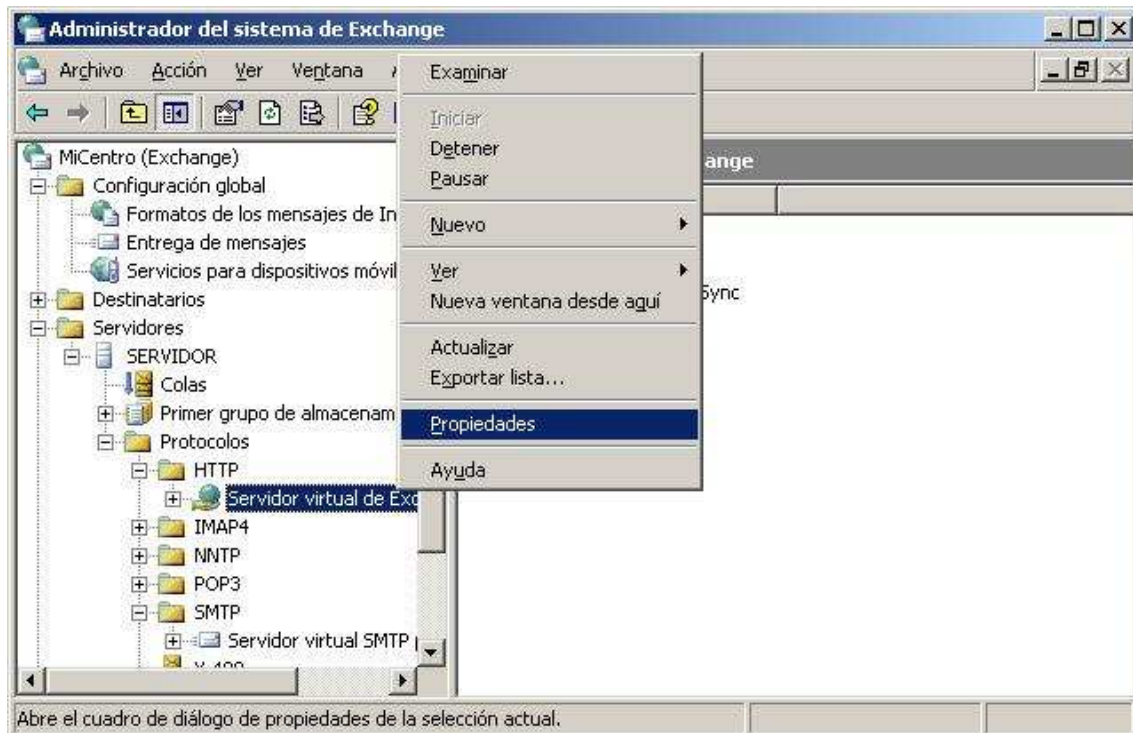 Administrador del sistema de Exchange
Archivo Acción Ver Ventana
MiCentro (Exchange)
Configuración global
Formatos de los mensajes de In
Entrega de mensajes
Servicios para dispositivos móvil
Destinatarios
Servidores
SERVIDOR
Colas
Primer grupo de almacenam
Protocolos
HTTP
Servidor virtual de Exc
IMAP4
NNTP
POP3
SMTP
Servidor virtual SMTP
Examinar
Iniciar
Detener
Pausar
Nuevo
Ver
Nueva ventana desde aquí
Actualizar
Exportar lista...
Propiedades
Ayuda
ange
Sync
Abre el cuadro de diálogo de propiedades de la selección actual.